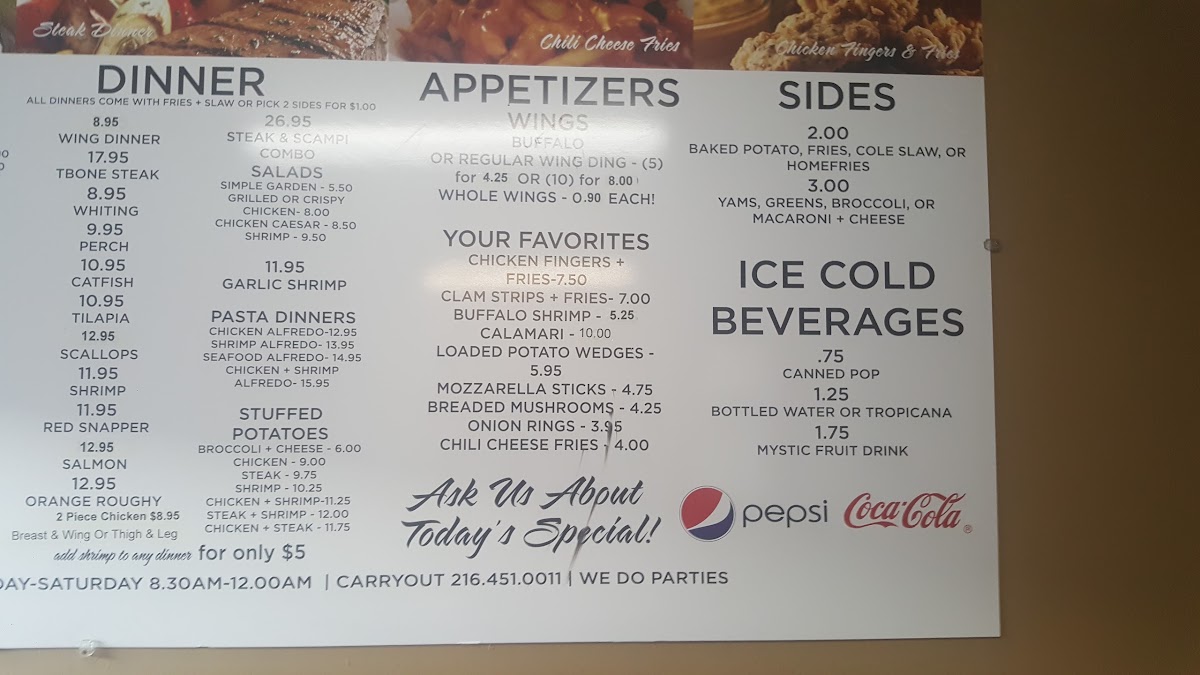 Steak Dinner
Chili Cheese Fries
Chicken Fingers & Fries
DINNER
ALL DINNERS COME WITH FRIES + SLAW OR PICK 2 SIDES FOR $1.00
8.95
WING DINNER
17.95
TBONE STEAK
8.95
WHITING
9.95
PERCH
10.95
CATFISH
10.95
TILAPIA
12.95
SCALLOPS
11.95
SHRIMP
11.95
RED SNAPPER
12.95
SALMON
12.95
ORANGE ROUGHY
2 Piece Chicken $8.95
Breast & Wing Or Thigh & Leg
26.95
STEAK & SCAMPI
COMBO
SALADS
SIMPLE GARDEN - 5.50
GRILLED OR CRISPY
CHICKEN- 8.00
CHICKEN CAESAR - 8.50
SHRIMP - 9.50
11.95
GARLIC SHRIMP
PASTA DINNERS
CHICKEN ALFREDO-12.95
SHRIMP ALFREDO- 13.95
SEAFOOD ALFREDO- 14.95
CHICKEN + SHRIMP
ALFREDO- 15.95
STUFFED
POTATOES
BROCCOLI + CHEESE - 6.00
CHICKEN - 9.00
STEAK - 9.75
SHRIMP - 10.25
CHICKEN + SHRIMP-11.25
STEAK + SHRIMP - 12.00
CHICKEN + STEAK - 11.75
add shrimp to any dinner for only $5
APPETIZERS
WINGS
BUFFALO
OR REGULAR WING DING - (5)
for 4.25 OR (10) for 8.00
WHOLE WINGS - 0.90 EACH!
YOUR FAVORITES
CHICKEN FINGERS +
FRIES-7.50
CLAM STRIPS + FRIES- 7.00
BUFFALO SHRIMP - 5.25
CALAMARI - 10.00
LOADED POTATO WEDGES -
5.95
MOZZARELLA STICKS - 4.75
BREADED MUSHROOMS - 4.25
ONION RINGS - 3.95
CHILI CHEESE FRIES - 4.00
Ask Us About
Today's Special!
SIDES
2.00
BAKED POTATO, FRIES, COLE SLAW, OR
HOMEFRIES
3.00
YAMS, GREENS, BROCCOLI, OR
MACARONI + CHEESE
ICE COLD
BEVERAGES
.75
CANNED POP
1.25
BOTTLED WATER OR TROPICANA
1.75
MYSTIC FRUIT DRINK
pepsi Coca-Cola
DAY-SATURDAY 8.30AM-12.00AM | CARRYOUT 216.451.0011 | WE DO PARTIES